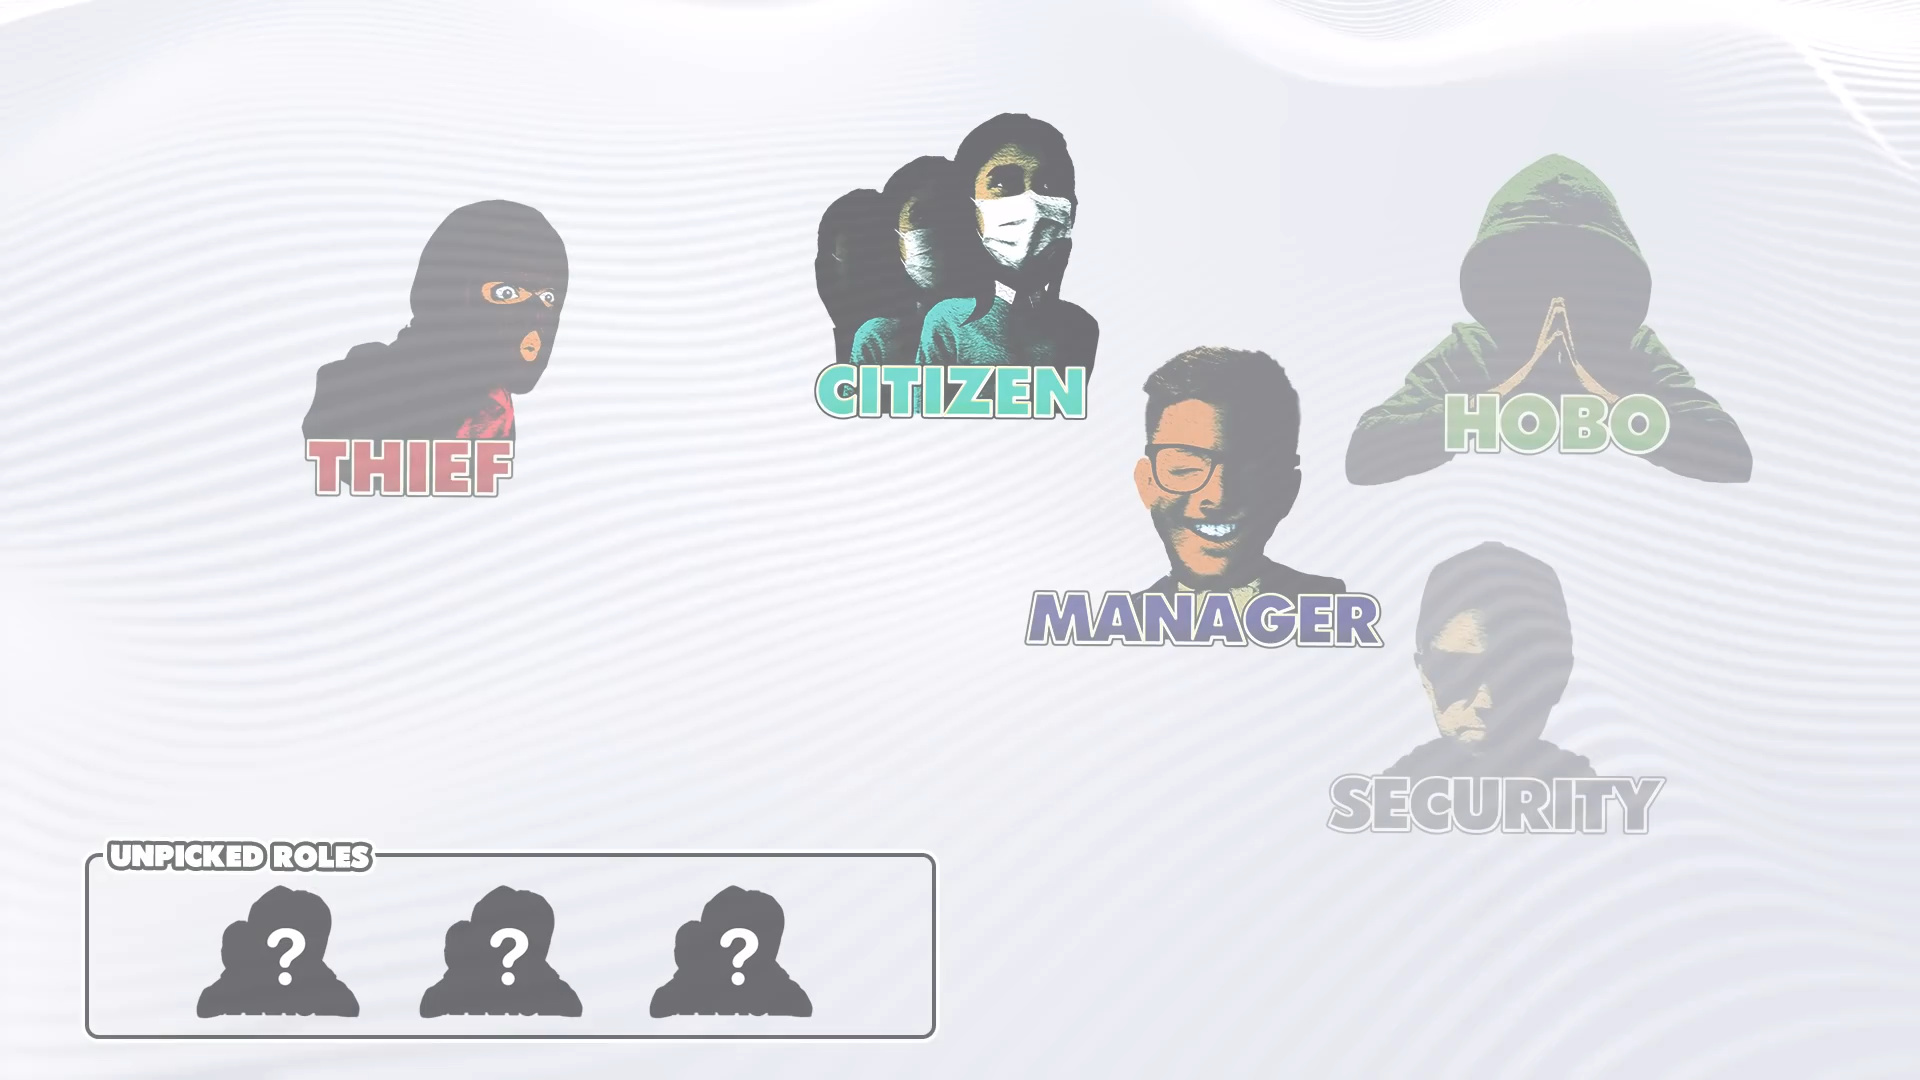 CITIZEN
HOBO
THIEF
MANAGER
SECURITY
UNPICKED ROLES
? ? ?